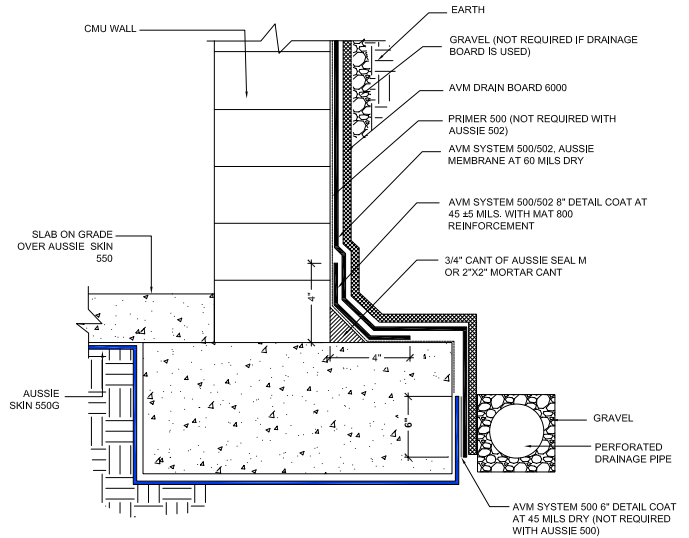 CMU WALL
EARTH
GRAVEL (NOT REQUIRED IF DRAINAGE
BOARD IS USED)
AVM DRAIN BOARD 6000
PRIMER 500 (NOT REQUIRED WITH
AUSSIE 502)
AVM SYSTEM 500/502, AUSSIE
MEMBRANE AT 60 MILS DRY
AVM SYSTEM 500/502 8" DETAIL COAT AT
45 ±5 MILS. WITH MAT 800
REINFORCEMENT
SLAB ON GRADE
OVER AUSSIE SKIN
550
3/4" CANT OF AUSSIE SEAL M
OR 2"X2" MORTAR CANT
4"
4"
AUSSIE
SKIN 550G
6"
GRAVEL
PERFORATED
DRAINAGE PIPE
AVM SYSTEM 500 6" DETAIL COAT
AT 45 MILS DRY (NOT REQUIRED
WITH AUSSIE 500)